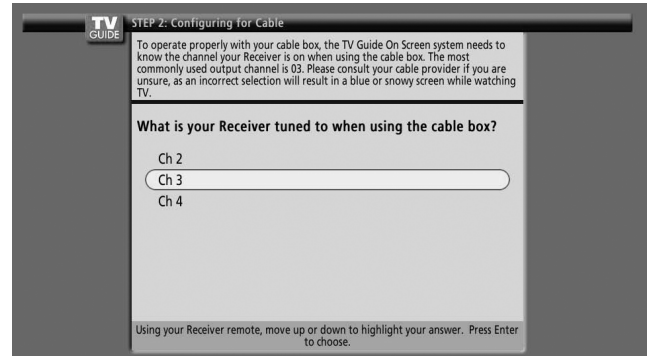 TV
GUIDE
STEP 2: Configuring for Cable
To operate properly with your cable box, the TV Guide On Screen system needs to
know the channel your Receiver is on when using the cable box. The most
commonly used output channel is 03. Please consult your cable provider if you are
unsure, as an incorrect selection will result in a blue or snowy screen while watching
TV.
What is your Receiver tuned to when using the cable box?
Ch 2
Ch 3
Ch 4
Using your Receiver remote, move up or down to highlight your answer. Press Enter
to choose.